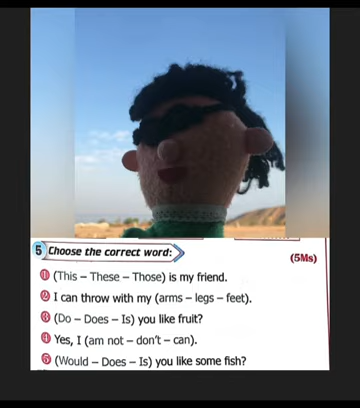 5 Choose the correct word:
(5Ms)
① (This – These – Those) is my friend.
② I can throw with my (arms – legs – feet).
③ (Do – Does – Is) you like fruit?
④ Yes, I (am not – don't – can).
⑤ (Would – Does – Is) you like some fish?